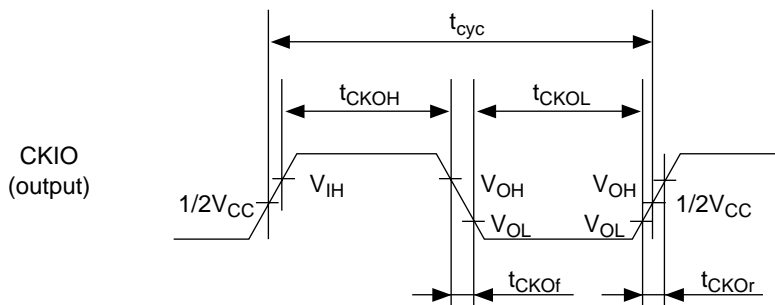 tcyc
tCKOH
tCKOL
CKIO
(output)
VIH
VOH
VOH
1/2VCC
1/2VCC
VOL
VOL
tCKOf
tCKOr